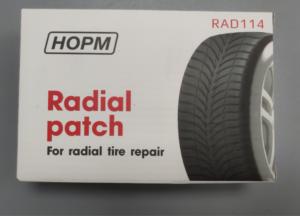 HOPM
RAD114
Radial
patch
For radial tire repair